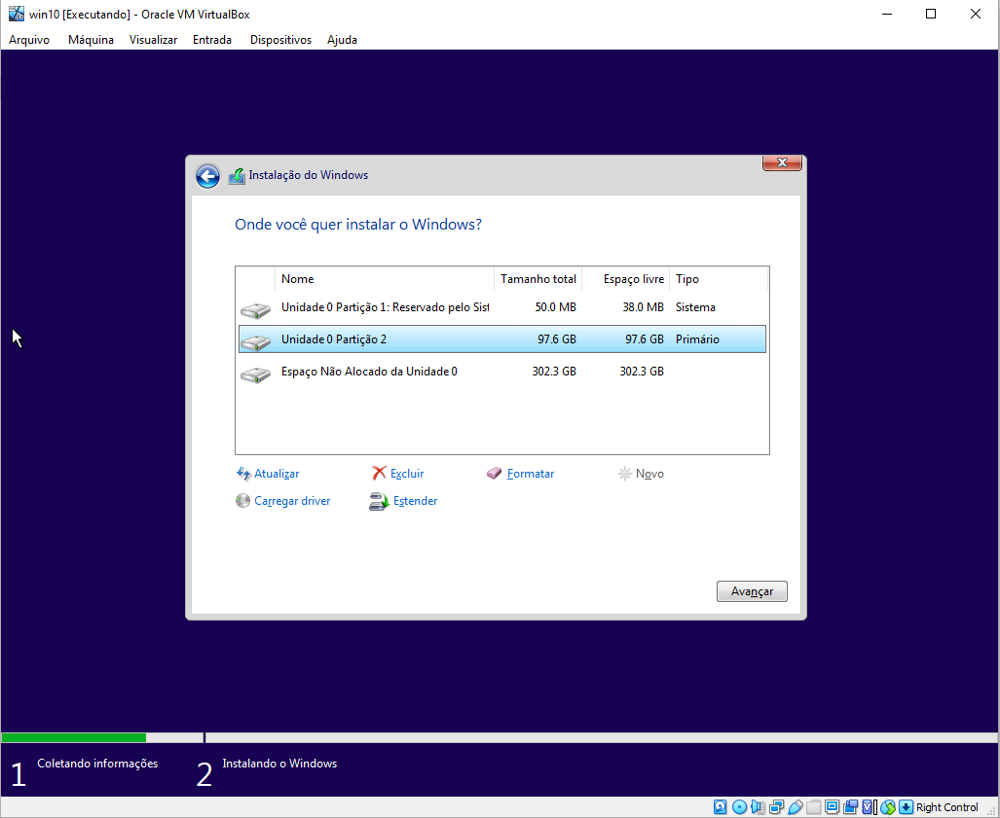 win10 [Executando] - Oracle VM VirtualBox
Arquivo Máquina Visualizar Entrada Dispositivos Ajuda
Instalação do Windows
Onde você quer instalar o Windows?
Nome Tamanho total Espaço livre Tipo
Unidade 0 Partição 1: Reservado pelo Sist 50.0 MB 38.0 MB Sistema
Unidade 0 Partição 2 97.6 GB 97.6 GB Primário
Espaço Não Alocado da Unidade 0 302.3 GB 302.3 GB
Atualizar Excluir Formatar Novo
Carregar driver Estender
Avançar
1 Coletando informações 2 Instalando o Windows
Right Control